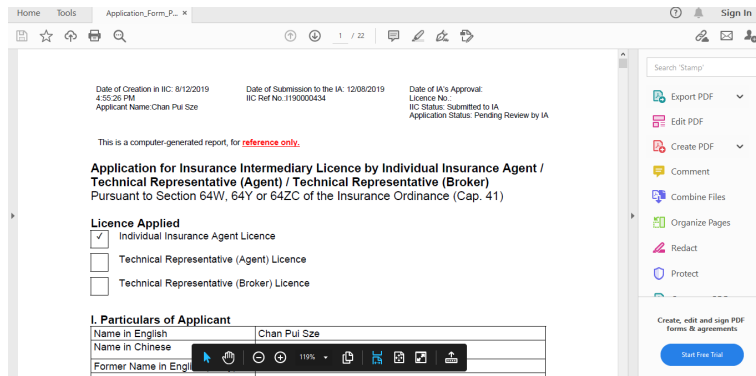 Home Tools Application_Form_P... × Sign In
1 / 22
Search 'Stamp'
Date of Creation in IIC: 8/12/2019 4:55:26 PM
Applicant Name:Chan Pui Sze
Date of Submission to the IA: 12/08/2019
IIC Ref No.:I190000434
Date of IA's Approval:
Licence No.:
IIC Status: Submitted to IA
Application Status: Pending Review by IA
This is a computer-generated report, for reference only.
Application for Insurance Intermediary Licence by Individual Insurance Agent /
Technical Representative (Agent) / Technical Representative (Broker)
Pursuant to Section 64W, 64Y or 64ZC of the Insurance Ordinance (Cap. 41)
Licence Applied
✓ Individual Insurance Agent Licence
Technical Representative (Agent) Licence
Technical Representative (Broker) Licence
I. Particulars of Applicant
Name in English Chan Pui Sze
Name in Chinese
Former Name in Engli
119%
Export PDF
Edit PDF
Create PDF
Comment
Combine Files
Organize Pages
Redact
Protect
Create, edit and sign PDF
forms & agreements
Start Free Trial